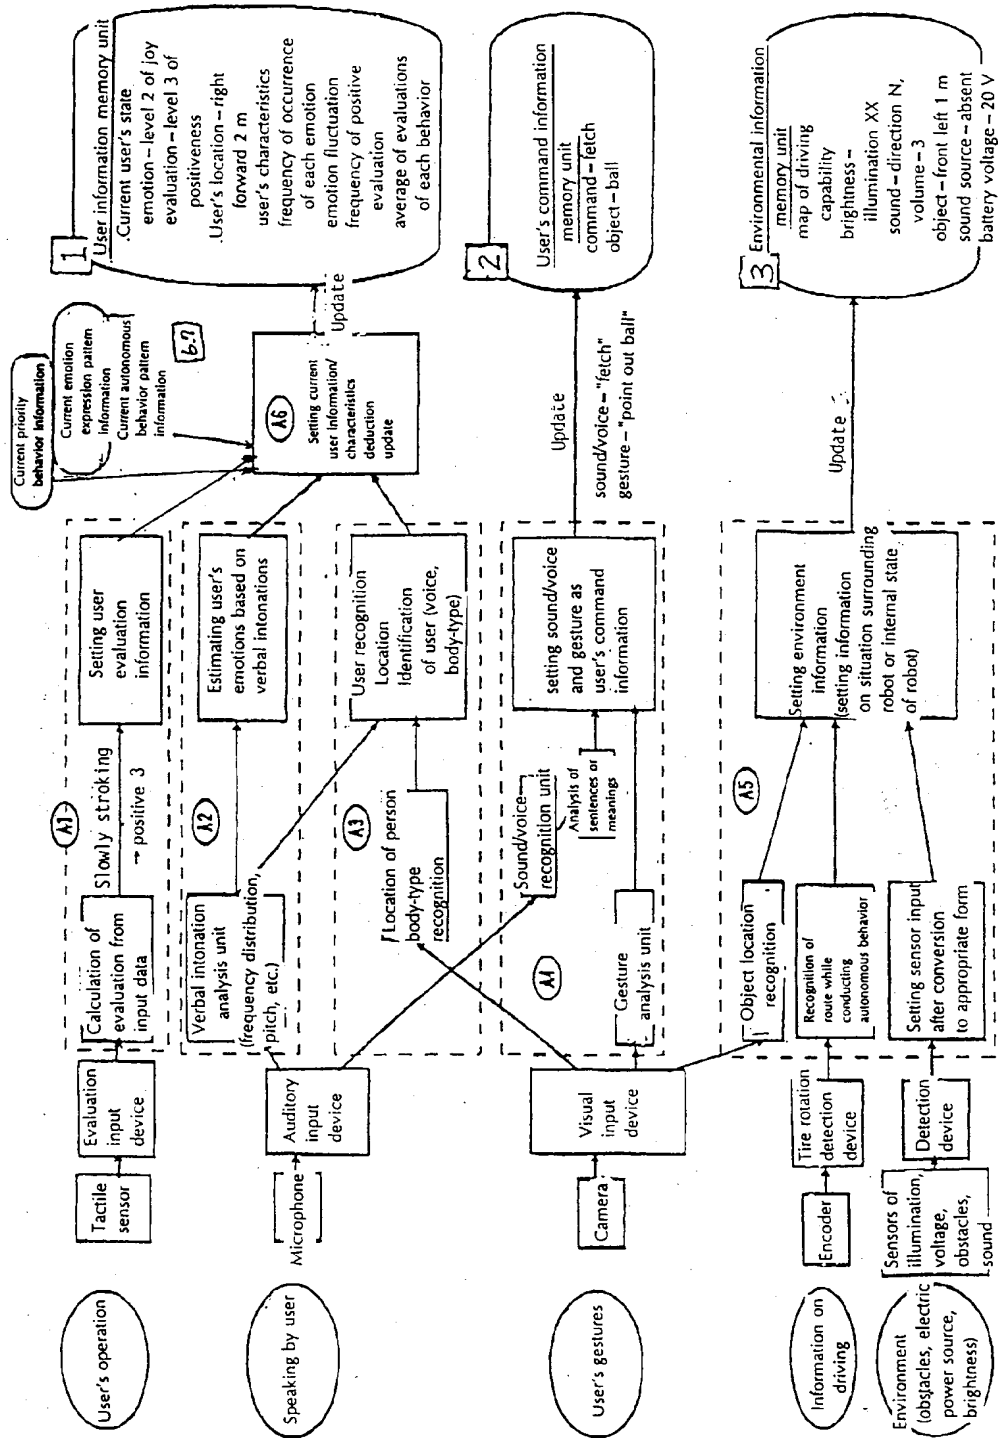 User's operation
Tactile
sensor
Evaluation
input
device
Calculation of
evaluation from
input data
A1
Slowly stroking
→ positive 3
Setting user
evaluation
information
Current priority
behavior information
Current emotion
expression pattern
information
Current autonomous
behavior pattern
information
6.7
1
User information memory unit
.Current user's state
emotion – level 2 of joy
evaluation – level 3 of
positiveness
.User's location – right
forward 2 m
user's characteristics
frequency of occurrence
of each emotion
emotion fluctuation
frequency of positive
evaluation
average of evaluations
of each behavior
Speaking by user
Microphone
Auditory
input
device
Verbal intonation
analysis unit
(frequency distribution,
pitch, etc.)
A2
Estimating user's
emotions based on
verbal intonations
A6
Setting current
user information/
characteristics
deduction
update
Update
A3
Location of person
body-type
recognition
User recognition
Location
Identification
of user (voice,
body-type)
User's gestures
Camera
Visual
input
device
A4
Gesture
analysis unit
Sound/voice
recognition unit
Analysis of
sentences or
meanings
setting sound/voice
and gesture as
user's command
information
Update
sound/voice – "fetch"
gesture – "point out ball"
2
User's command information
memory unit
command – fetch
object – ball
Information on
driving
Encoder
Tire rotation
detection
device
A5
Object location
recognition
Recognition of
route while
conducting
autonomous behavior
Setting environment
information
(setting information
on situation surrounding
robot or internal state
of robot)
Update
3
Environmental information
memory unit
map of driving
capability
brightness –
illumination XX
sound – direction N,
volume – 3
object – front left 1 m
sound source – absent
battery voltage – 20 V
Environment
(obstacles, electric
power source,
brightness)
Sensors of
illumination,
voltage,
obstacles,
sound
Detection
device
Setting sensor input
after conversion
to appropriate form